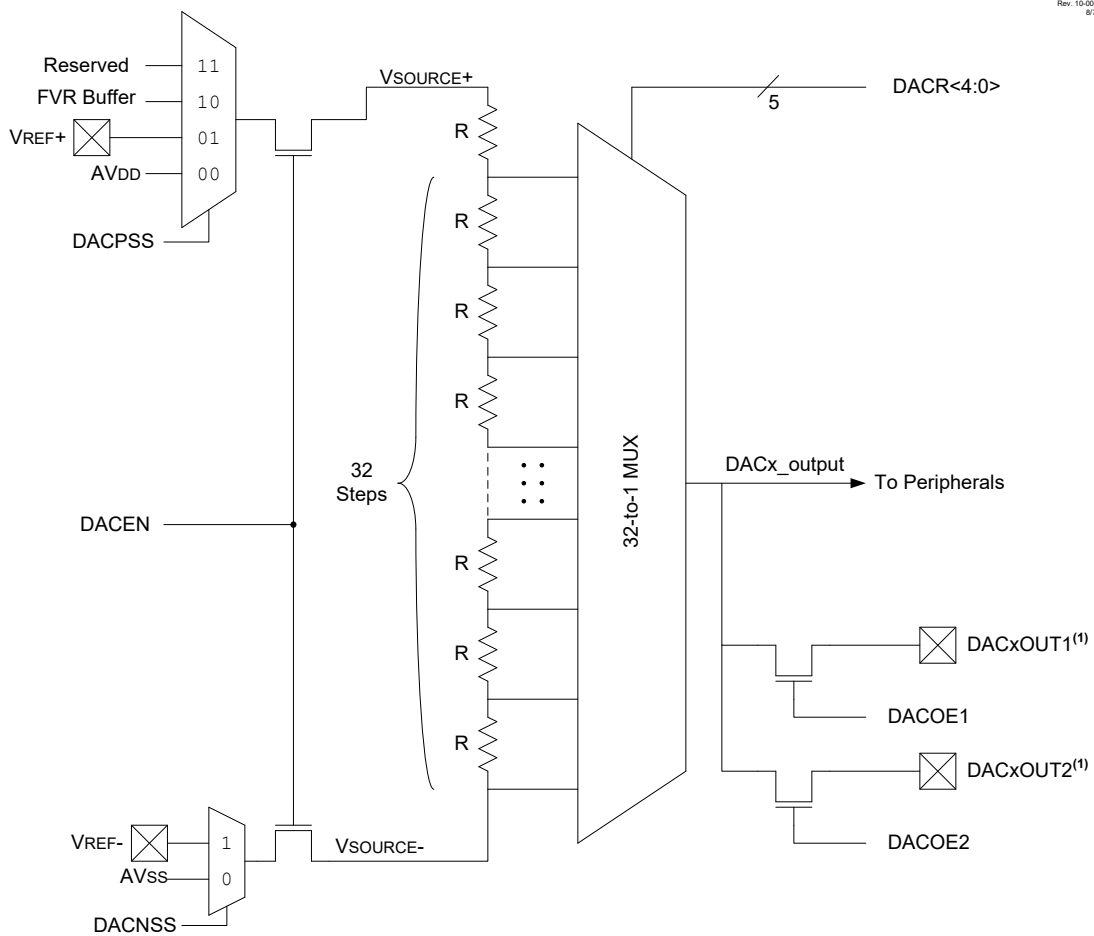 Rev. 10-00
8/7
Reserved
11
FVR Buffer
10
VREF+
01
AVDD
00
DACPSS
VSOURCE+
R
DACR<4:0>
5
R
R
R
32
Steps
32-to-1 MUX
DACx_output
To Peripherals
DACEN
R
R
R
DACxOUT1(1)
DACOE1
DACxOUT2(1)
DACOE2
VREF-
1
AVSS
0
VSOURCE-
DACNSS